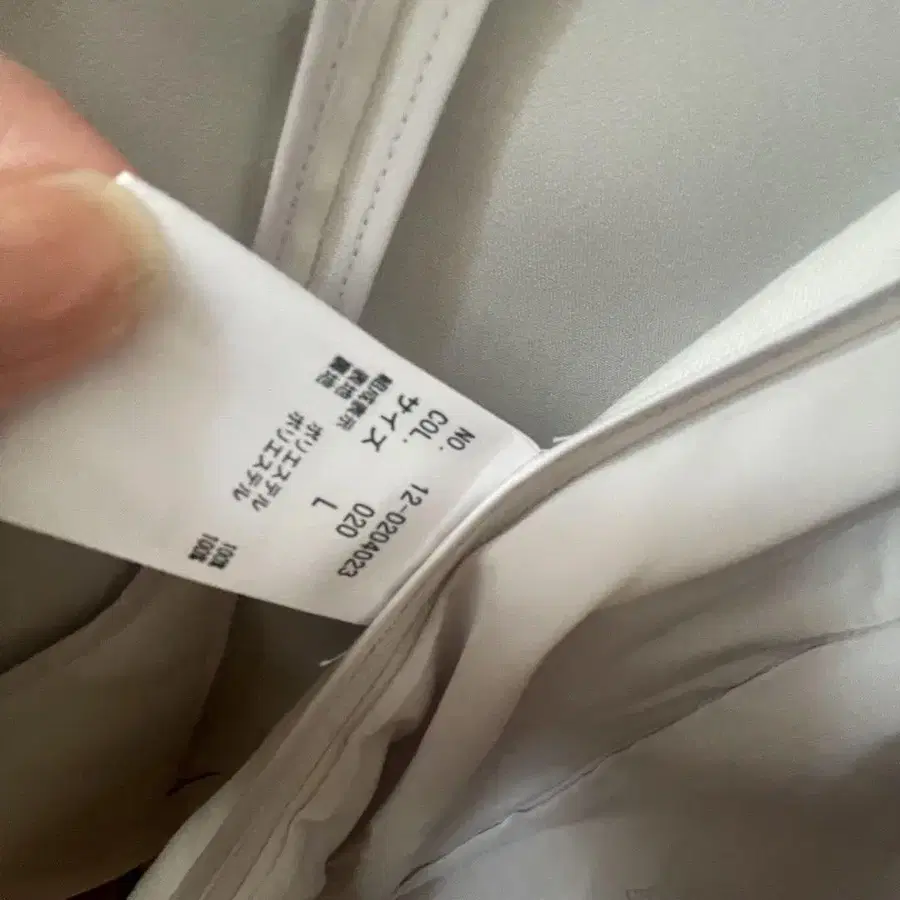 NO. 12-0204023
COL. 020
サイズ L
組成表示
表地 ポリエステル 100%
裏地 ポリエステル 100%